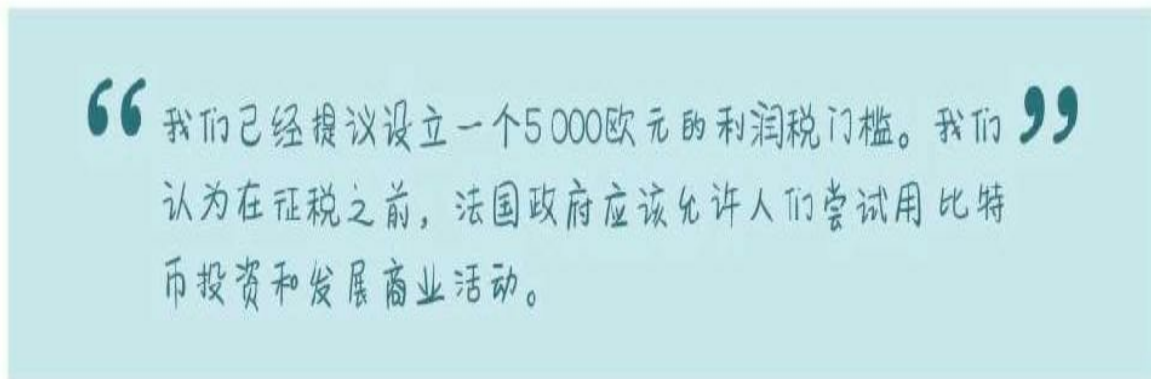 “我们已经提议设立一个5 000欧元的利润税门槛。我们”
认为在征税之前，法国政府应该允许人们尝试用比特
币投资和发展商业活动。